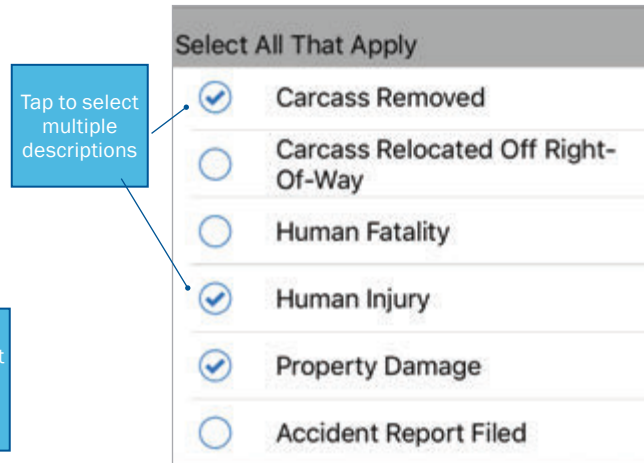 Select All That Apply
Tap to select
multiple
descriptions
Carcass Removed
Carcass Relocated Off Right-
Of-Way
Human Fatality
Human Injury
Property Damage
Accident Report Filed